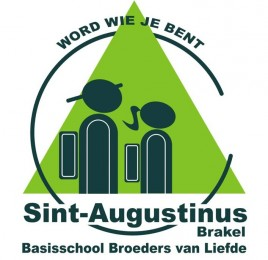 WORD WIE JE BENT
Sint-Augustinus
Brakel
Basisschool Broeders van Liefde